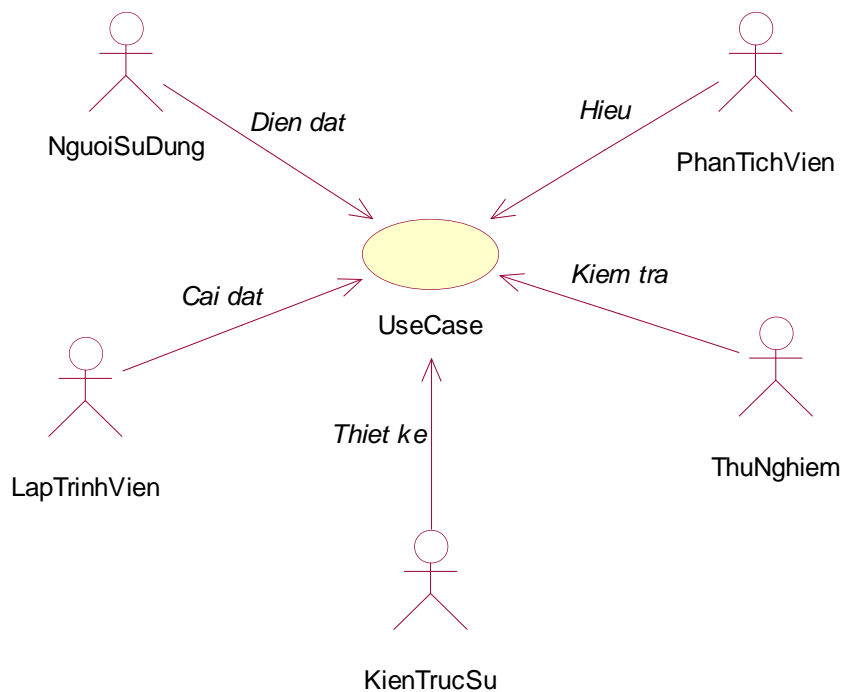 Dien dat
Hieu
NguoiSuDung
PhanTichVien
Cai dat
Kiem tra
UseCase
Thiet ke
LapTrinhVien
ThuNghiem
KienTrucSu